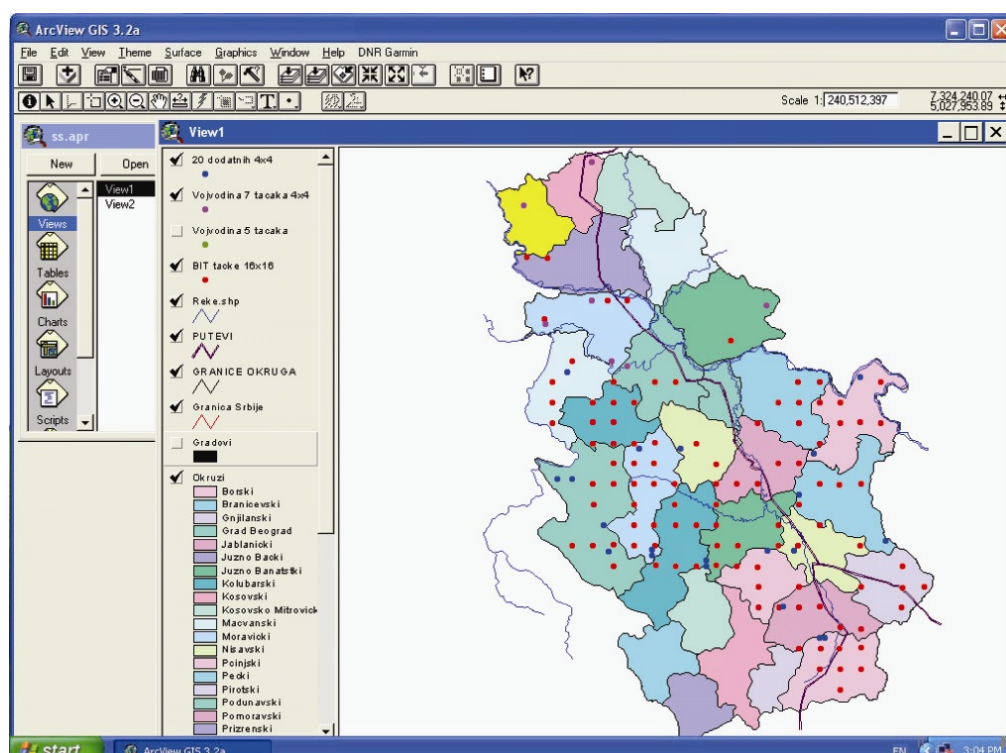 ArcView GIS 3.2a
File Edit View Theme Surface Graphics Window Help DNR Garmin
Scale 1: 240,512,397
7,324,240.07
5,027,953.89
ss.apr
New Open
Views
Tables
Charts
Layouts
Scripts
View1
View2
View1
20 dodatnih 4x4
Vojvodina 7 tacaka 4x4
Vojvodina 5 tacaka
BIT tacke 16x16
Reke.shp
PUTEVI
GRANICE OKRUGA
Granica Srbije
Gradovi
Okruzi
Borski
Branicevski
Gnjilanski
Grad Beograd
Jablanicki
Juzno Backi
Juzno Banatstki
Kolubarski
Kosovski
Kosovsko Mitrovick
Macvanski
Moravicki
Nisavski
Pcinjski
Pecki
Pirotski
Podunavski
Pomoravski
Prizrenski
start
ArcView GIS 3.2a
EN
3:04 PM